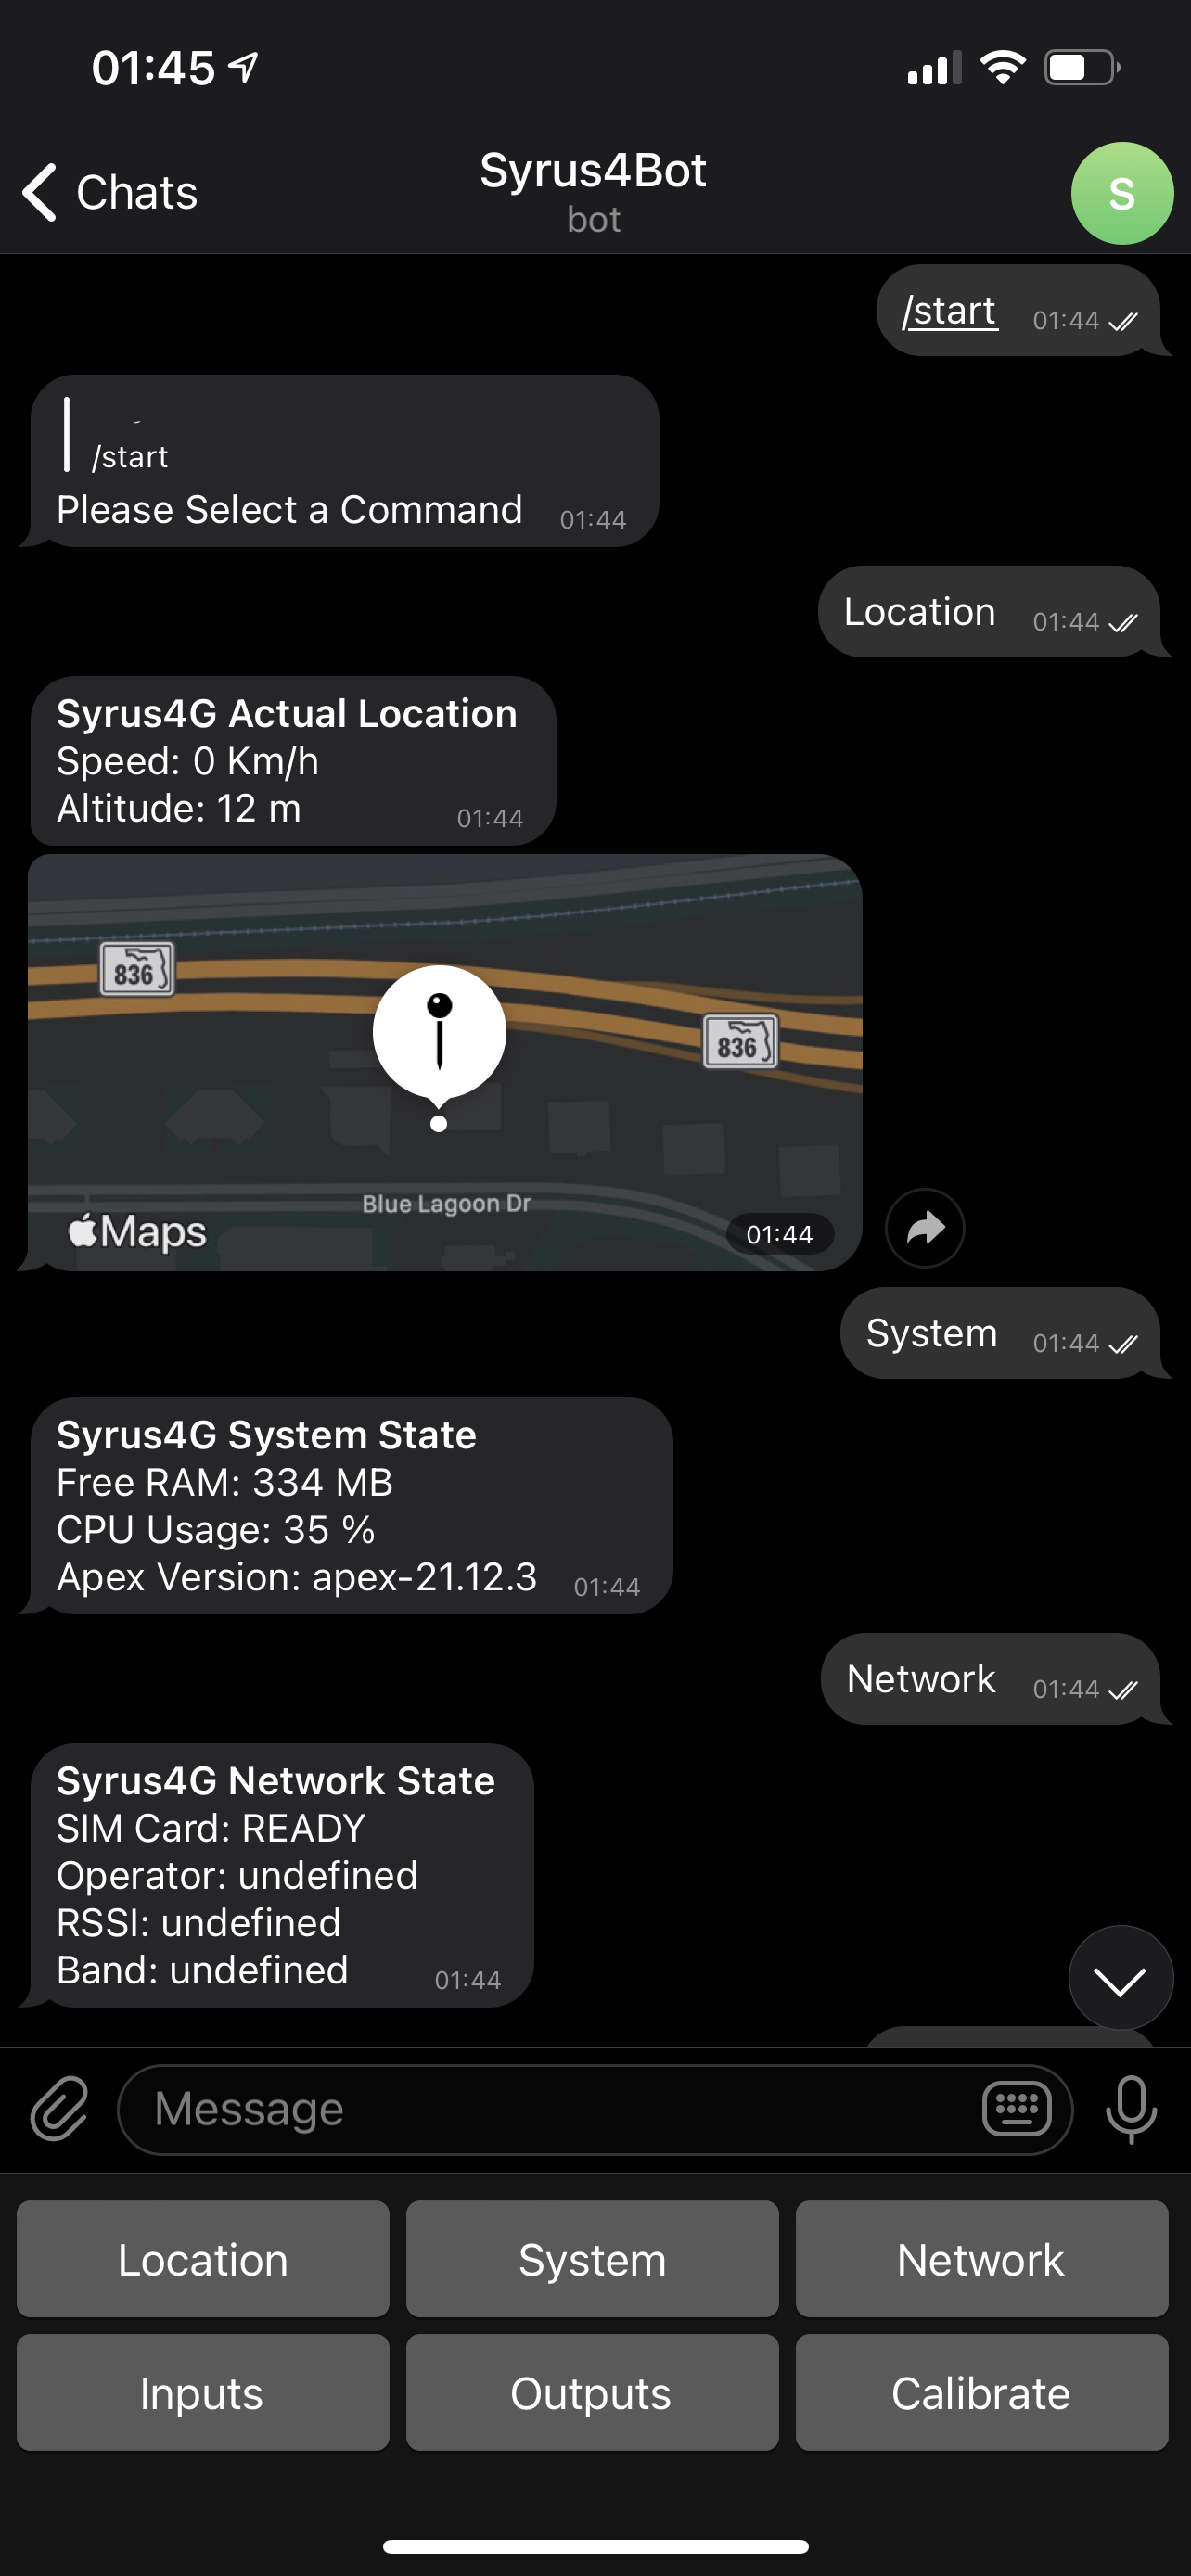 01:45
Chats
Syrus4Bot
bot
S
/start 01:44
/start
Please Select a Command 01:44
Location 01:44
Syrus4G Actual Location
Speed: 0 Km/h
Altitude: 12 m 01:44
836
836
Blue Lagoon Dr
Maps
01:44
System 01:44
Syrus4G System State
Free RAM: 334 MB
CPU Usage: 35 %
Apex Version: apex-21.12.3 01:44
Network 01:44
Syrus4G Network State
SIM Card: READY
Operator: undefined
RSSI: undefined
Band: undefined 01:44
Message
Location System Network
Inputs Outputs Calibrate